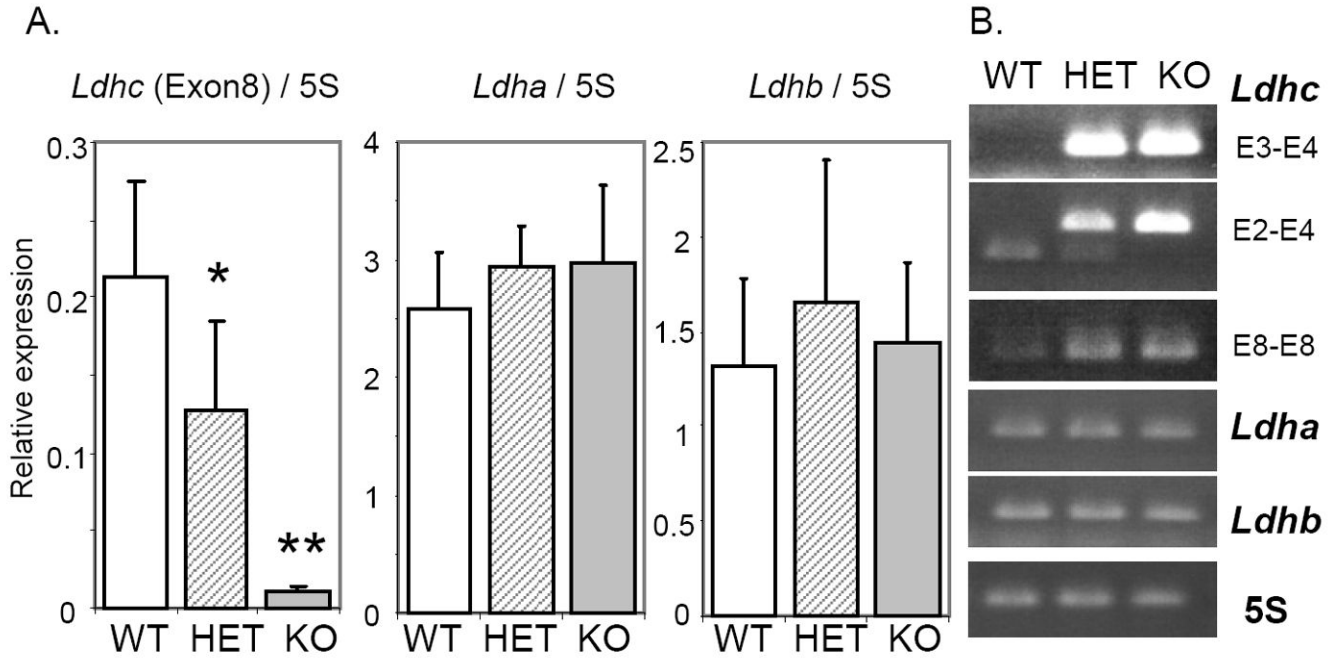 A.
Ldhc (Exon8) / 5S
Ldha / 5S
Ldhb / 5S
Relative expression
0.3
0.2
0.1
0
*
**
WT HET KO
4
3
2
1
0
WT HET KO
2.5
2
1.5
1
0.5
0
WT HET KO
B.
WT HET KO
Ldhc
E3-E4
E2-E4
E8-E8
Ldha
Ldhb
5S